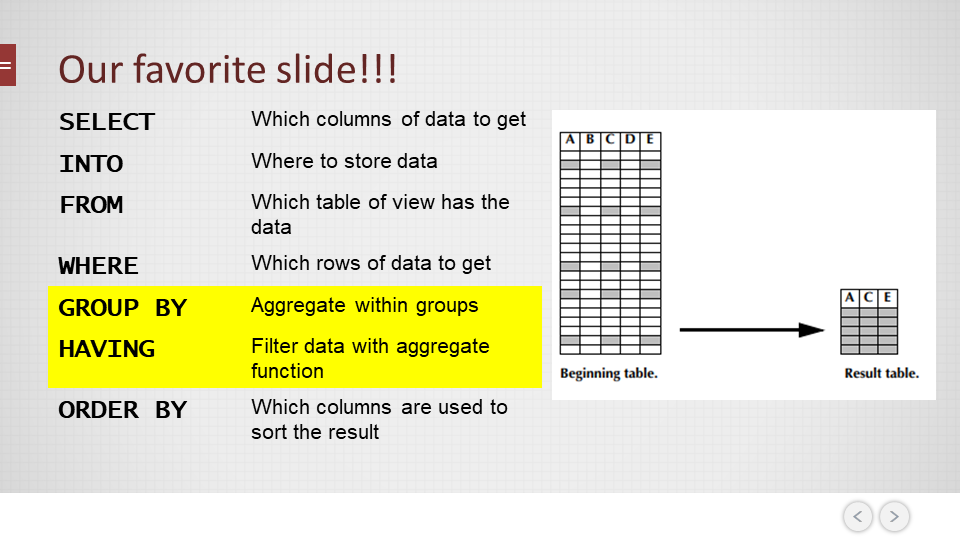 Our favorite slide!!!
SELECT Which columns of data to get
INTO Where to store data
FROM Which table of view has the
data
WHERE Which rows of data to get
GROUP BY Aggregate within groups
HAVING Filter data with aggregate
function
ORDER BY Which columns are used to
sort the result
A B C D E
Beginning table.
A C E
Result table.